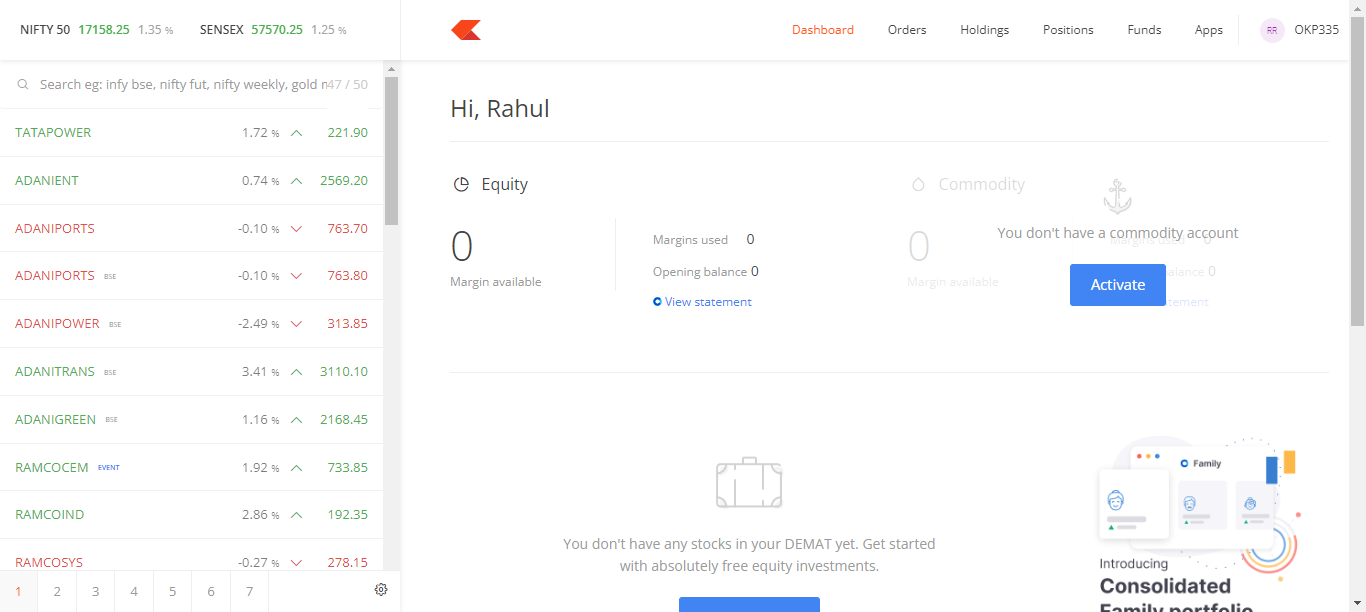 NIFTY 50 17158.25 1.35 % SENSEX 57570.25 1.25 %
Dashboard Orders Holdings Positions Funds Apps RR OKP335
Search eg: infy bse, nifty fut, nifty weekly, gold 47 / 50
TATAPOWER 1.72 % 221.90
ADANIENT 0.74 % 2569.20
ADANIPORTS -0.10 % 763.70
ADANIPORTS BSE -0.10 % 763.80
ADANIPOWER BSE -2.49 % 313.85
ADANITRANS BSE 3.41 % 3110.10
ADANIGREEN BSE 1.16 % 2168.45
RAMCOCEM EVENT 1.92 % 733.85
RAMCOIND 2.86 % 192.35
RAMCOSYS -0.27 % 278.15
1 2 3 4 5 6 7
Hi, Rahul
Equity
0
Margin available
Margins used 0
Opening balance 0
View statement
Commodity
0
Margin available
Margins used 0
balance 0
statement
You don't have a commodity account
Activate
You don't have any stocks in your DEMAT yet. Get started
with absolutely free equity investments.
Family
Introducing
Consolidated
Family portfolio